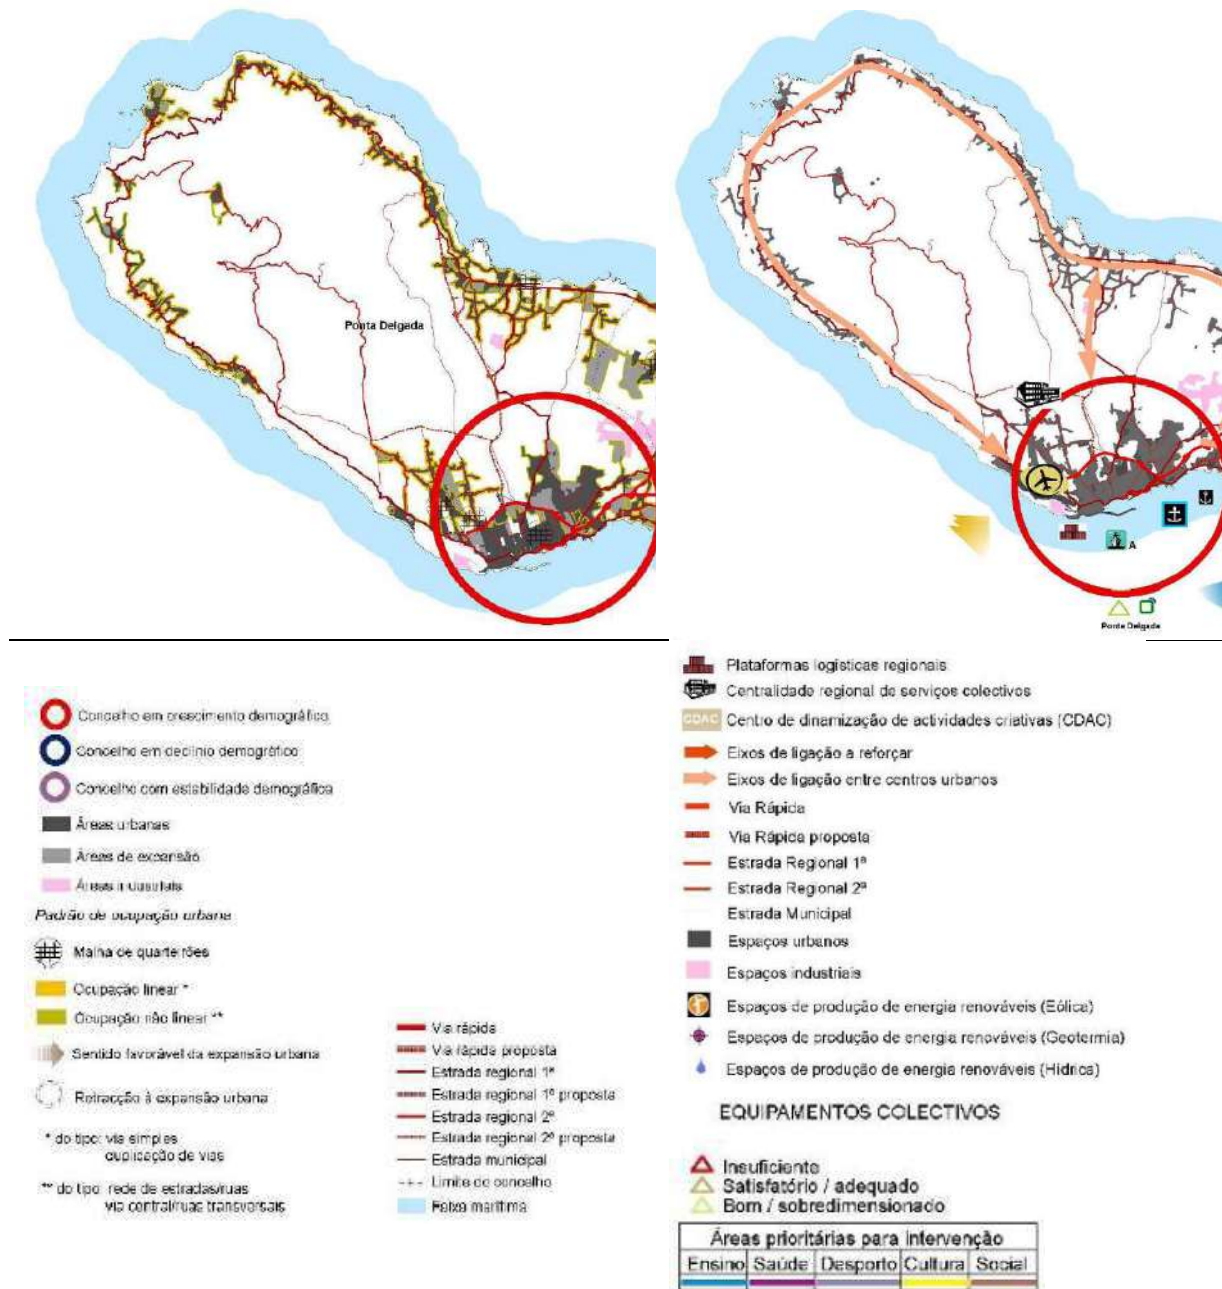 Ponta Delgada
A
Ponta Delgada
Concelho em crescimento demográfico
Concelho em declínio demográfico
Concelho com estabilidade demográfica
Áreas urbanas
Áreas de expansão
Áreas industriais
Padrão de ocupação urbana
Malha de quarteirões
Ocupação linear *
Ocupação não linear **
Sentido favorável da expansão urbana
Retracção à expansão urbana
* do tipo: via simples
duplicação de vias
** do tipo: rede de estradas/ruas
via central/ruas transversais
Via rápida
Via rápida proposta
Estrada regional 1ª
Estrada regional 1ª proposta
Estrada regional 2ª
Estrada regional 2ª proposta
Estrada municipal
Limite de concelho
Faixa marítima
Plataformas logísticas regionais
Centralidade regional de serviços colectivos
CDAC Centro de dinamização de actividades criativas (CDAC)
Eixos de ligação a reforçar
Eixos de ligação entre centros urbanos
Via Rápida
Via Rápida proposta
Estrada Regional 1ª
Estrada Regional 2ª
Estrada Municipal
Espaços urbanos
Espaços industriais
Espaços de produção de energia renováveis (Eólica)
Espaços de produção de energia renováveis (Geotermia)
Espaços de produção de energia renováveis (Hídrica)
EQUIPAMENTOS COLECTIVOS
Insuficiente
Satisfatório / adequado
Bom / sobredimensionado
Áreas prioritárias para intervenção
Ensino Saúde Desporto Cultura Social